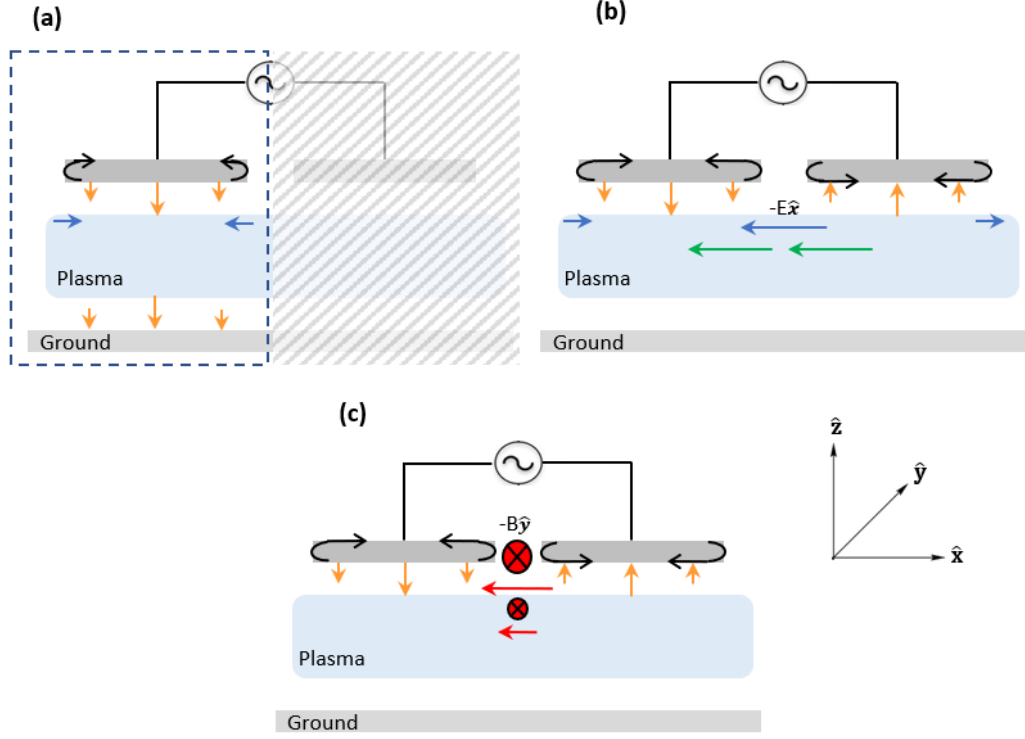 (a)
Plasma
Ground
(b)
-Ex̂
Plasma
Ground
(c)
-Bŷ
Plasma
Ground
ẑ
ŷ
x̂